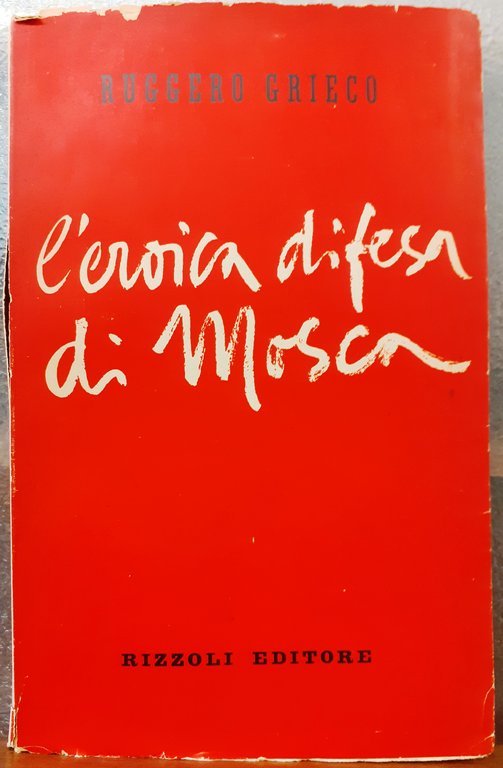 RUGGERO GRIECO
l'eroica difesa
di Mosca
RIZZOLI EDITORE